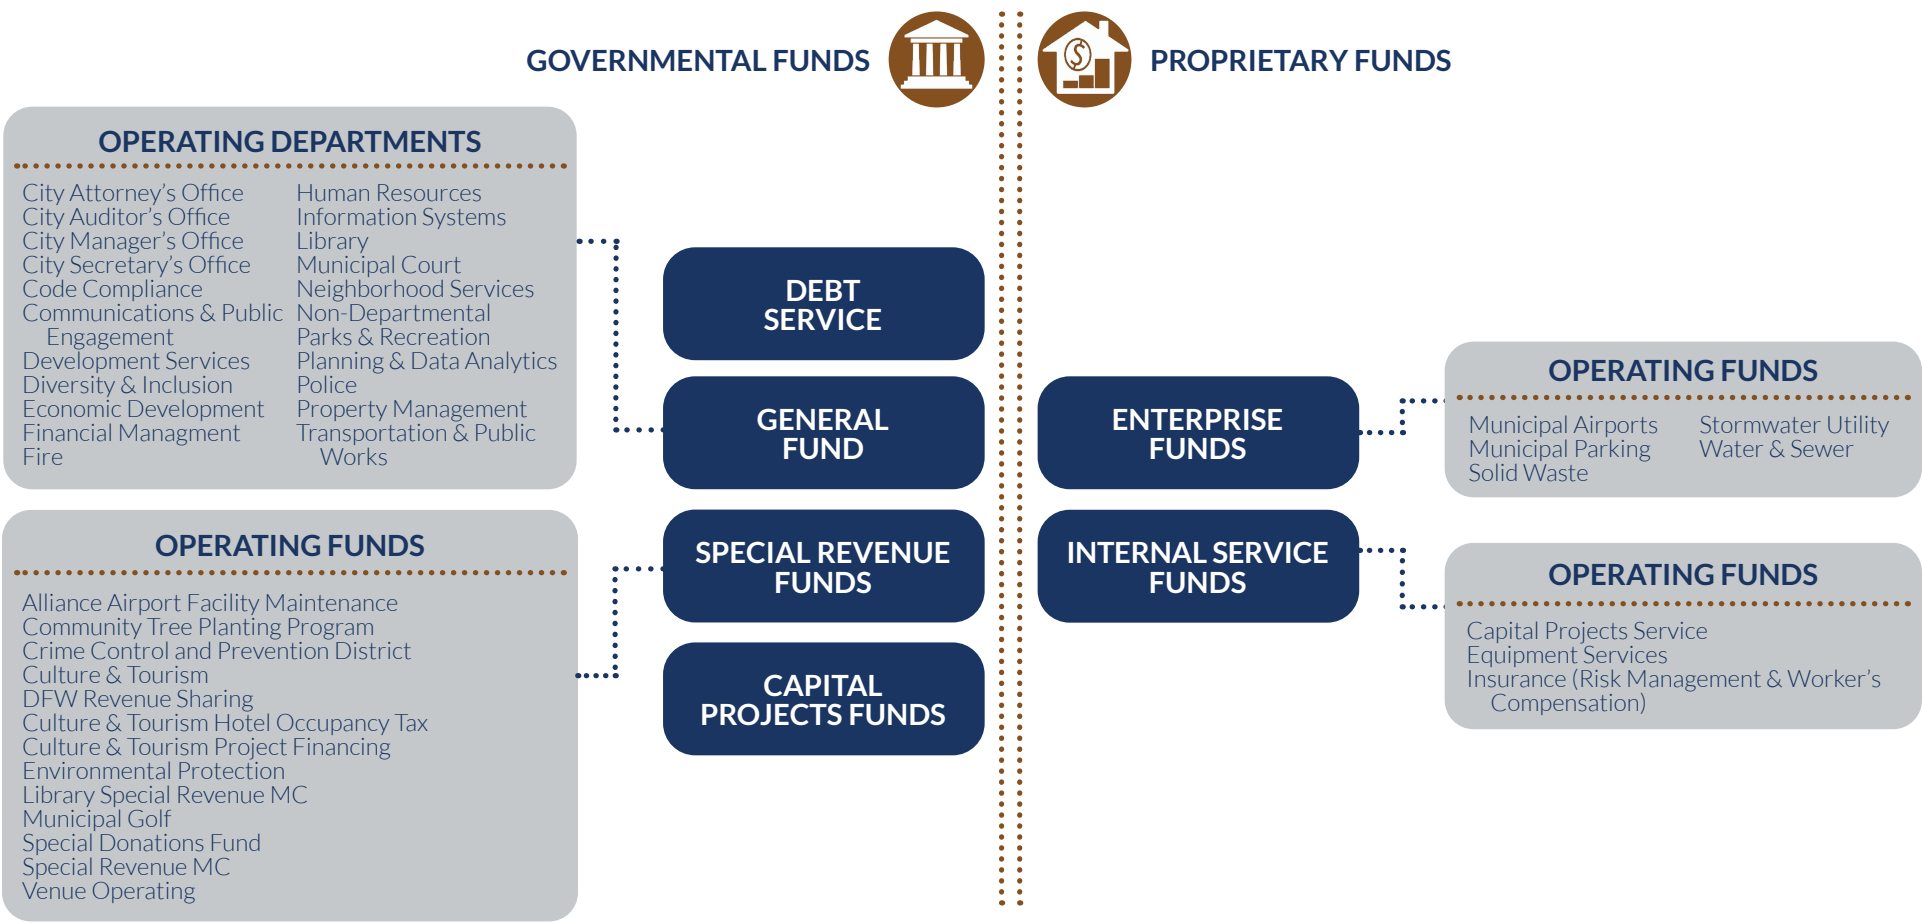 GOVERNMENTAL FUNDS
PROPRIETARY FUNDS
OPERATING DEPARTMENTS
City Attorney's Office
City Auditor's Office
City Manager's Office
City Secretary's Office
Code Compliance
Communications & Public
Engagement
Development Services
Diversity & Inclusion
Economic Development
Financial Managment
Fire
Human Resources
Information Systems
Library
Municipal Court
Neighborhood Services
Non-Departmental
Parks & Recreation
Planning & Data Analytics
Police
Property Management
Transportation & Public
Works
OPERATING FUNDS
Alliance Airport Facility Maintenance
Community Tree Planting Program
Crime Control and Prevention District
Culture & Tourism
DFW Revenue Sharing
Culture & Tourism Hotel Occupancy Tax
Culture & Tourism Project Financing
Environmental Protection
Library Special Revenue MC
Municipal Golf
Special Donations Fund
Special Revenue MC
Venue Operating
DEBT
SERVICE
GENERAL
FUND
SPECIAL REVENUE
FUNDS
CAPITAL
PROJECTS FUNDS
ENTERPRISE
FUNDS
INTERNAL SERVICE
FUNDS
OPERATING FUNDS
Municipal Airports
Municipal Parking
Solid Waste
Stormwater Utility
Water & Sewer
OPERATING FUNDS
Capital Projects Service
Equipment Services
Insurance (Risk Management & Worker's
Compensation)